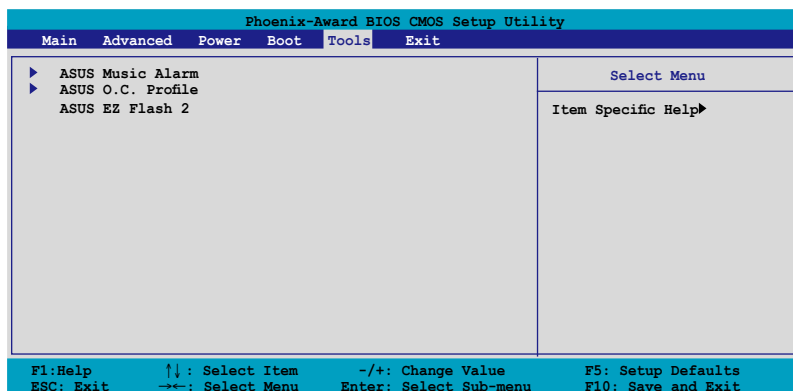 Phoenix-Award BIOS CMOS Setup Utility
Main Advanced Power Boot Tools Exit
ASUS Music Alarm
ASUS O.C. Profile
ASUS EZ Flash 2
Select Menu
Item Specific Help▶
F1:Help ↑↓: Select Item -/+: Change Value F5: Setup Defaults
ESC: Exit →←: Select Menu Enter: Select Sub-menu F10: Save and Exit